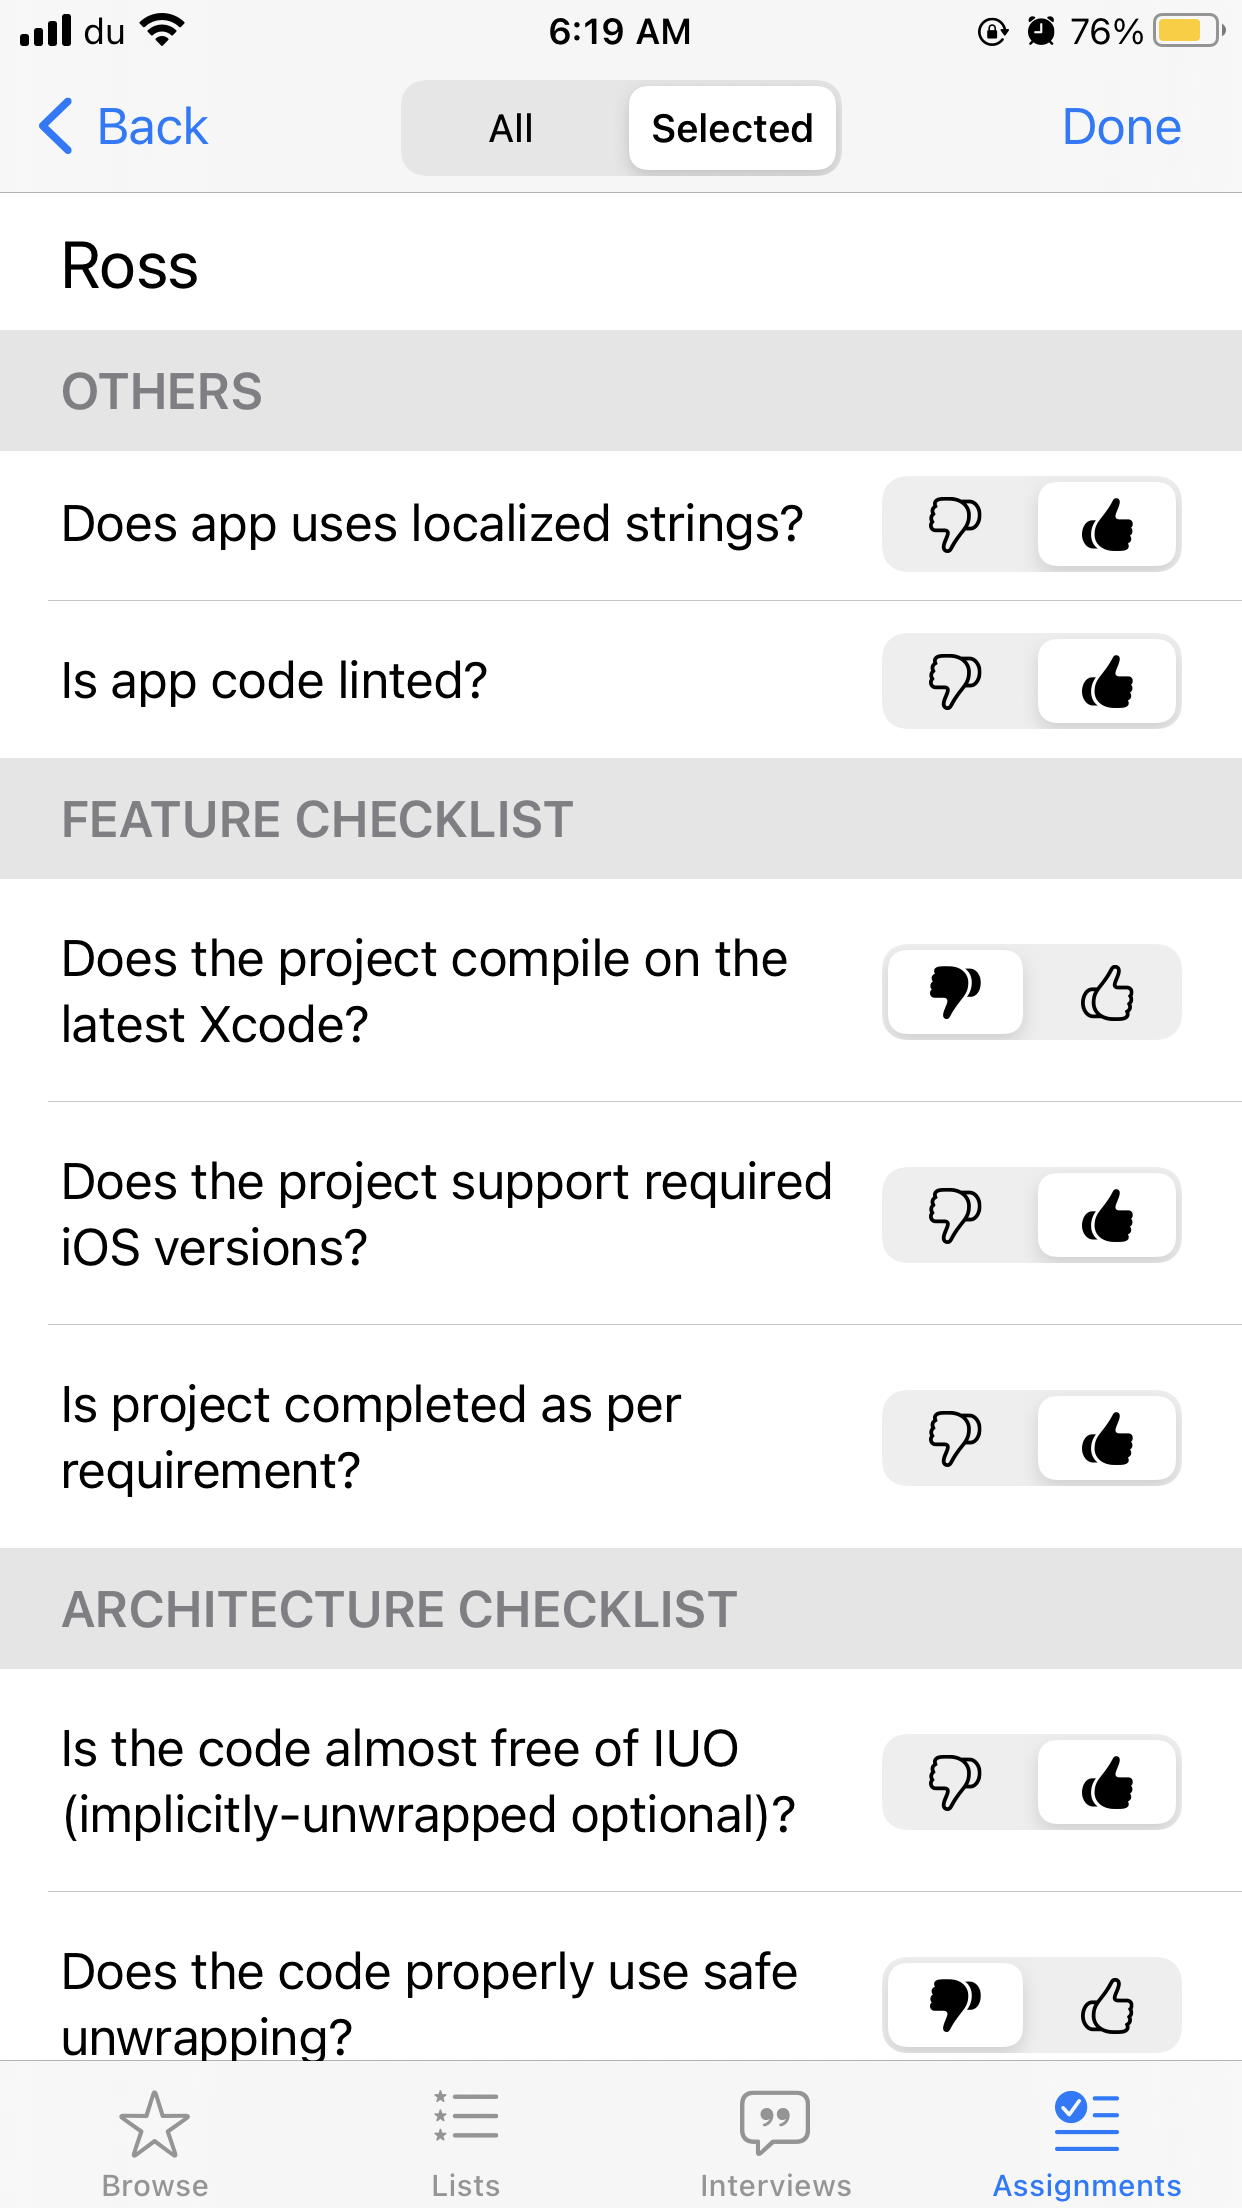 du 6:19 AM 76%
Back All Selected Done
Ross
OTHERS
Does app uses localized strings?
Is app code linted?
FEATURE CHECKLIST
Does the project compile on the
latest Xcode?
Does the project support required
iOS versions?
Is project completed as per
requirement?
ARCHITECTURE CHECKLIST
Is the code almost free of IUO
(implicitly-unwrapped optional)?
Does the code properly use safe
unwrapping?
Browse Lists Interviews Assignments